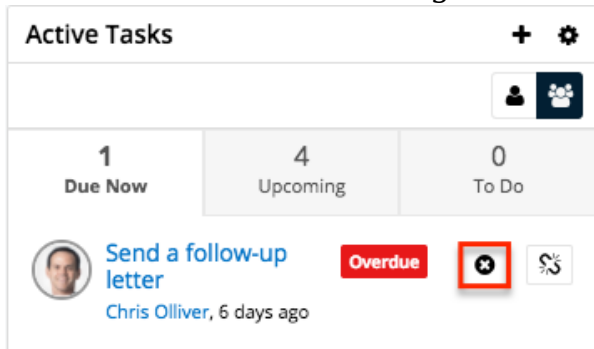 Active Tasks
1 4 0
Due Now Upcoming To Do
Send a follow-up Overdue
letter
Chris Olliver, 6 days ago